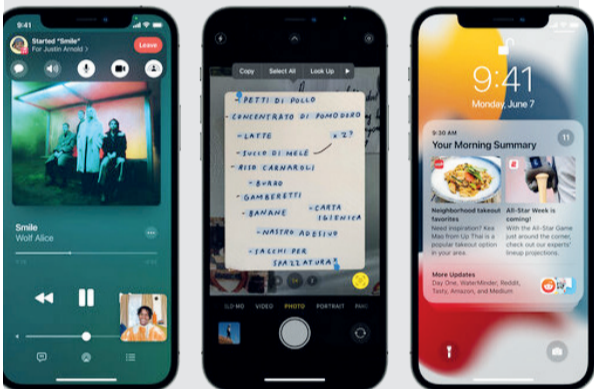 9:41
Started "Smile"
For Justin Arnold >
Leave
Smile
Wolf Alice
Copy Select All Look Up
- PETTI DI POLLO
- CONCENTRATO DI POMODORO
- LATTE x 2?
- SUCCO DI MELE
- RISO CARNAROLI
- BURRO
- GAMBERETTI
- BANANE
- CARTA
IGIENICA
- NASTRO ADESIVO
- SACCHI PER
SPAZZATURA
VIDEO PHOTO PORTRAIT
9:41
Monday, June 7
9:30 AM
Your Morning Summary
11
Neighborhood takeout
favorites
Need inspiration? Kea
Mao from Up Thai is a
popular takeout option
in your area.
All-Star Week is
coming!
With the All-Star Game
just around the corner,
check out our experts'
lineup projections.
More Updates
Day One, WaterMinder, Reddit,
Tasty, Amazon, and Medium